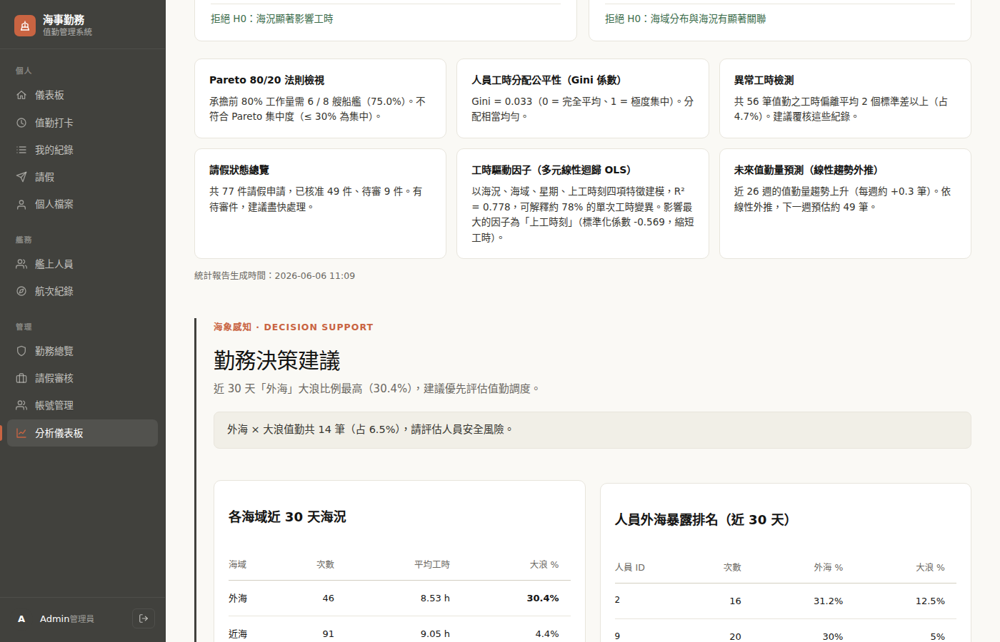 海事勤務
值勤管理系統
個人
儀表板
值勤打卡
我的紀錄
請假
個人檔案
艦務
艦上人員
航次紀錄
管理
勤務總覽
請假審核
帳號管理
分析儀表板
A
Admin管理員
拒絕 H0：海況顯著影響工時
拒絕 H0：海域分布與海況有顯著關聯
Pareto 80/20 法則檢視
承擔前 80% 工作量需 6 / 8 艘船艦（75.0%）。不
符合 Pareto 集中度（≤ 30% 為集中）。
人員工時分配公平性（Gini 係數）
Gini = 0.033（0 = 完全平均、1 = 極度集中）。分
配相當均勻。
異常工時檢測
共 56 筆值勤之工時偏離平均 2 個標準差以上（占
4.7%）。建議覆核這些紀錄。
請假狀態總覽
共 77 件請假申請，已核准 49 件、待審 9 件。有
待審件，建議盡快處理。
工時驅動因子（多元線性迴歸 OLS）
以海況、海域、星期、上工時刻四項特徵建模，R²
= 0.778，可解釋約 78% 的單次工時變異。影響最
大的因子為「上工時刻」（標準化係數 -0.569，縮短
工時）。
未來值勤量預測（線性趨勢外推）
近 26 週的值勤量趨勢上升（每週約 +0.3 筆）。依
線性外推，下一週預估約 49 筆。
統計報告生成時間：2026-06-06 11:09
海象感知 · DECISION SUPPORT
勤務決策建議
近 30 天「外海」大浪比例最高（30.4%），建議優先評估值勤調度。
外海 × 大浪值勤共 14 筆（占 6.5%），請評估人員安全風險。
各海域近 30 天海況
海域 次數 平均工時 大浪 %
外海 46 8.53 h 30.4%
近海 91 9.05 h 4.4%
人員外海暴露排名（近 30 天）
人員 ID 次數 外海 % 大浪 %
2 16 31.2% 12.5%
9 20 30% 5%